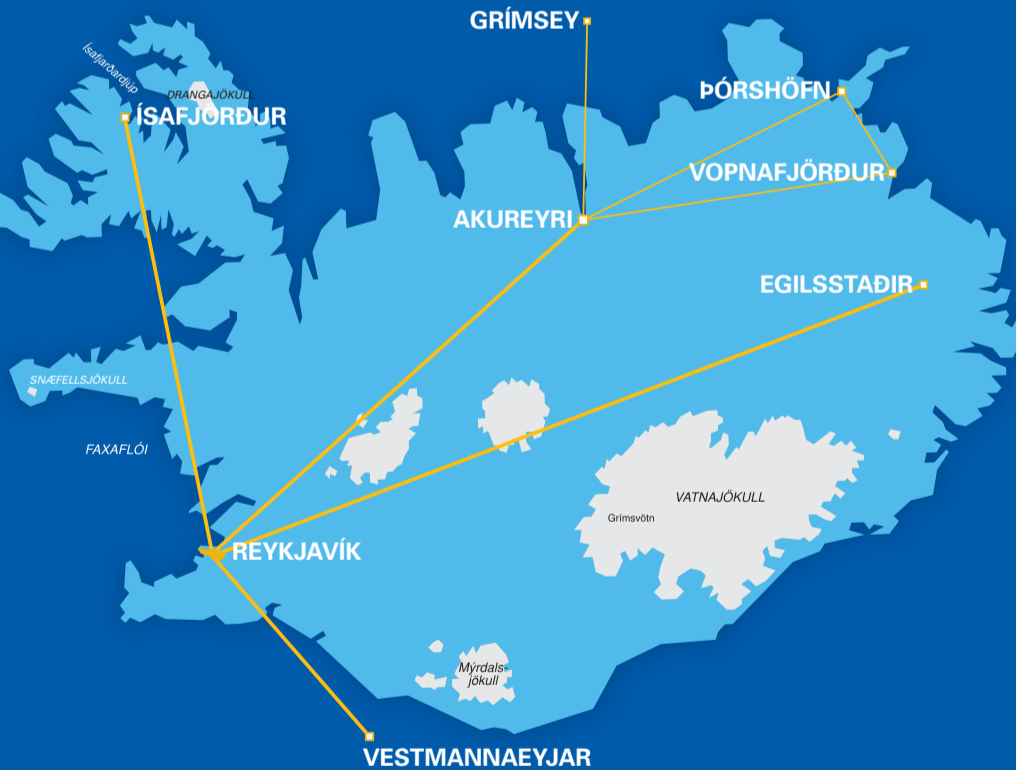 GRÍMSEY
Ísafjarðardjúp
ÞÓRSHÖFN
DRANGAJÖKULL
ÍSAFJÖRÐUR
VOPNAFJÖRÐUR
AKUREYRI
EGILSSTAÐIR
SNÆFELLSJÖKULL
FAXAFLÓI
VATNAJÖKULL
Grímsvötn
REYKJAVÍK
Mýrdals-
jökull
VESTMANNAEYJAR